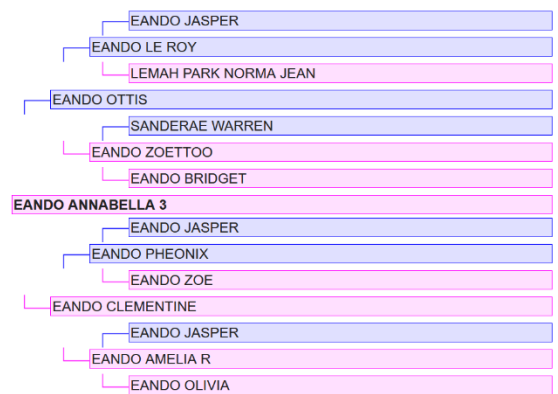 EANDO JASPER
EANDO LE ROY
LEMAH PARK NORMA JEAN
EANDO OTTIS
SANDERAE WARREN
EANDO ZOETTOO
EANDO BRIDGET
EANDO ANNABELLA 3
EANDO JASPER
EANDO PHEONIX
EANDO ZOE
EANDO CLEMENTINE
EANDO JASPER
EANDO AMELIA R
EANDO OLIVIA